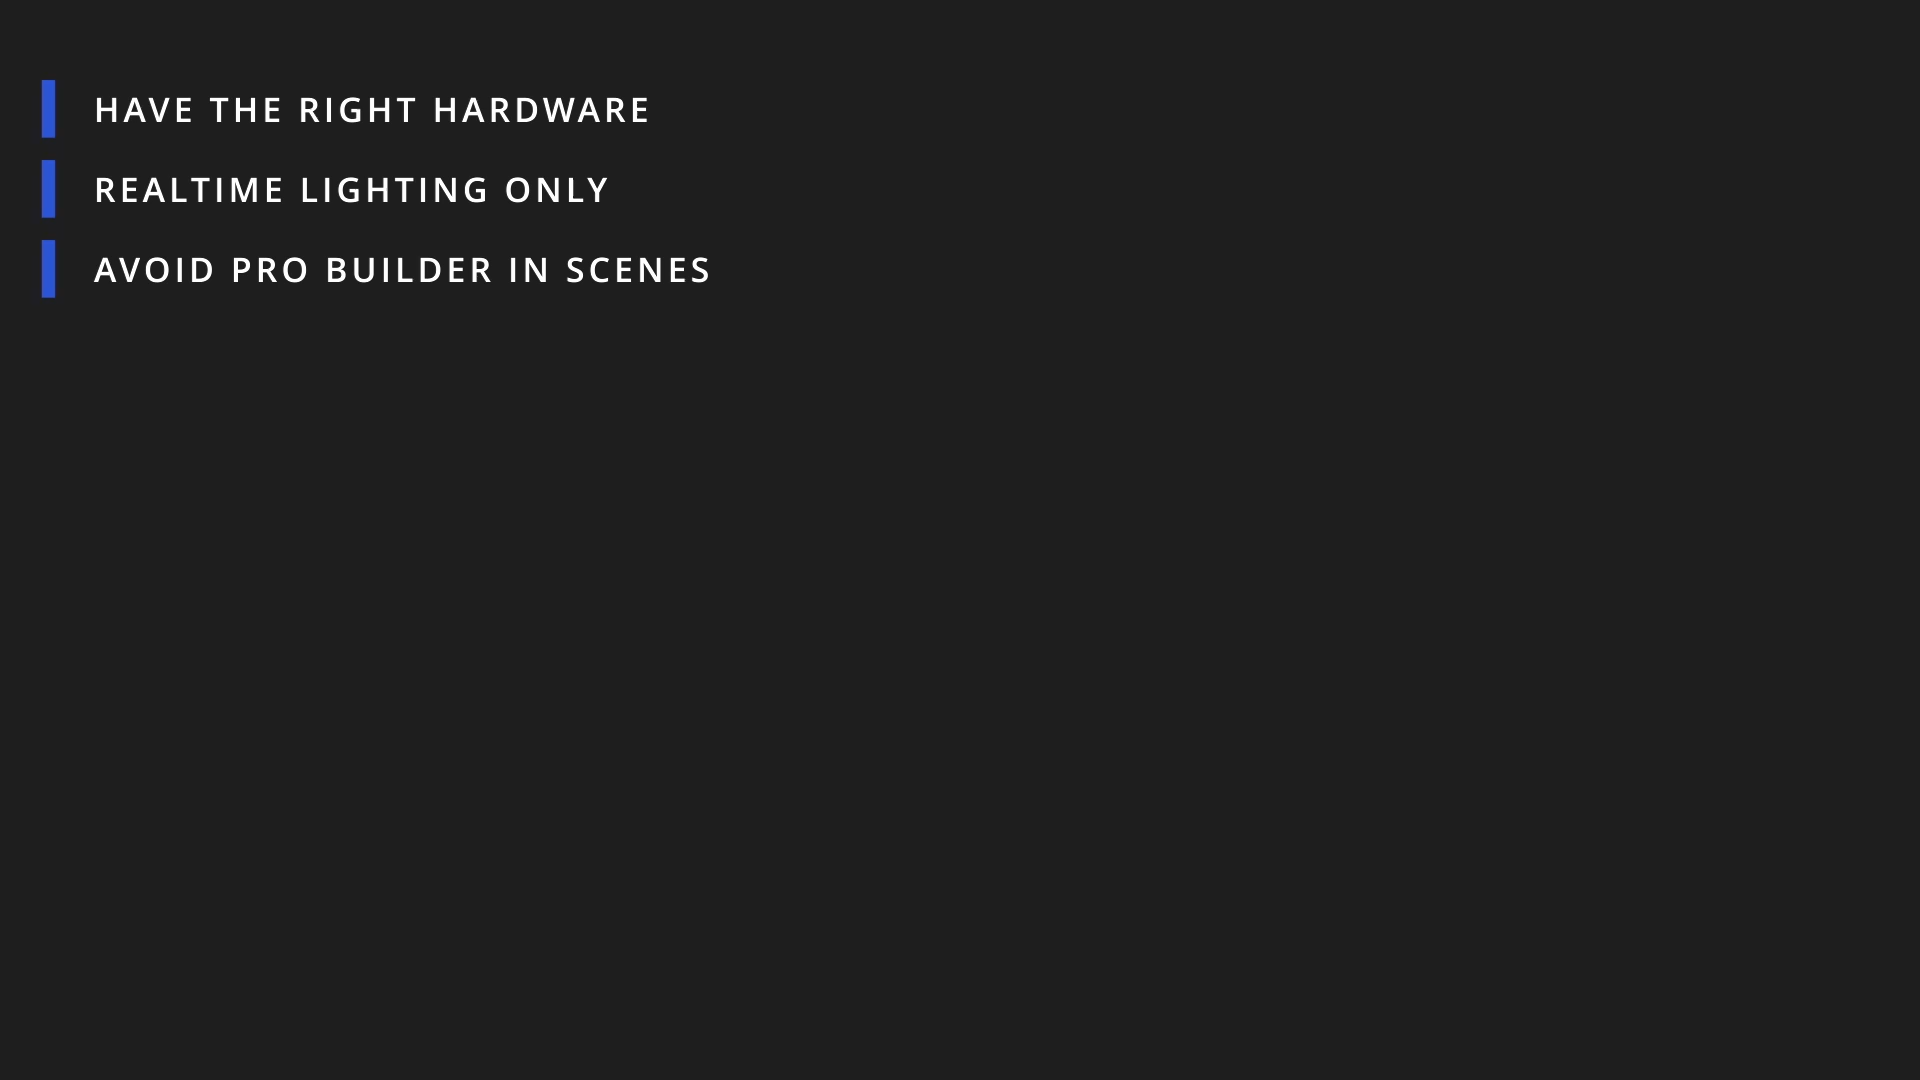 HAVE THE RIGHT HARDWARE
REALTIME LIGHTING ONLY
AVOID PRO BUILDER IN SCENES